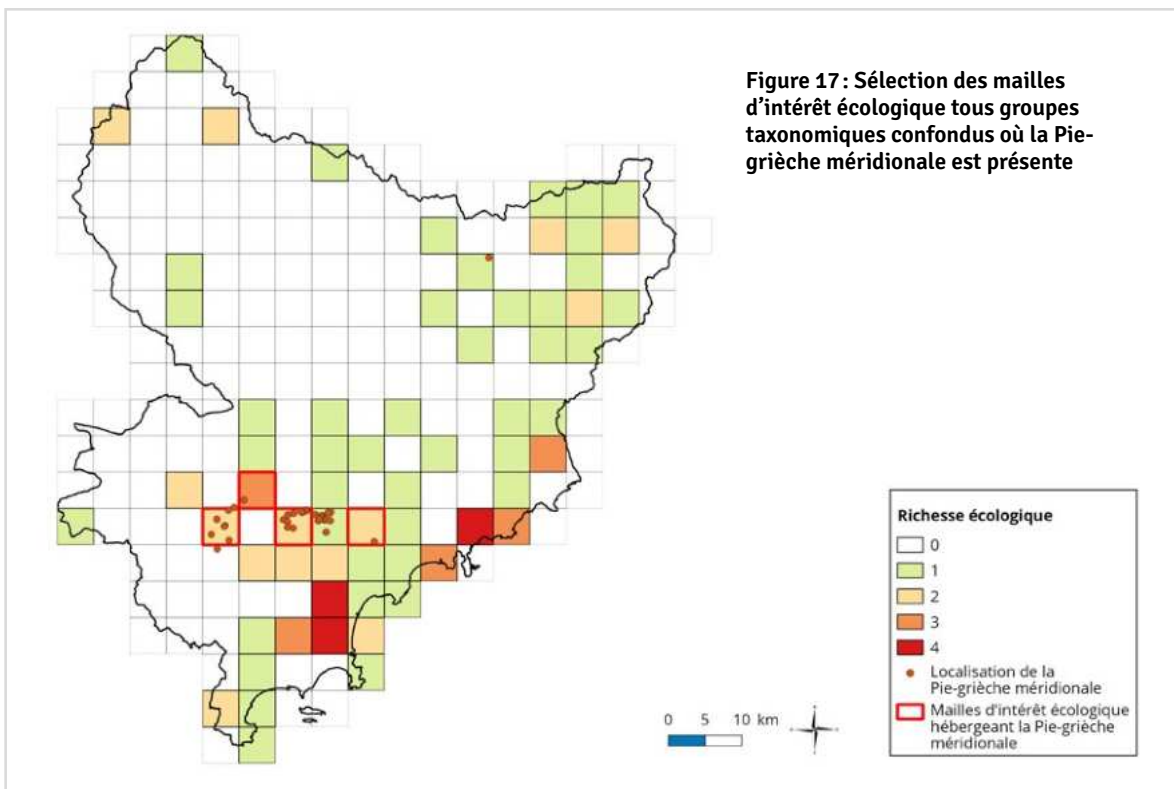 Figure 17 : Sélection des mailles
d'intérêt écologique tous groupes
taxonomiques confondus où la Pie-
grièche méridionale est présente
Richesse écologique
0
1
2
3
4
Localisation de la
Pie-grièche méridionale
Mailles d'intérêt écologique
hébergeant la Pie-grièche
méridionale
0 5 10 km